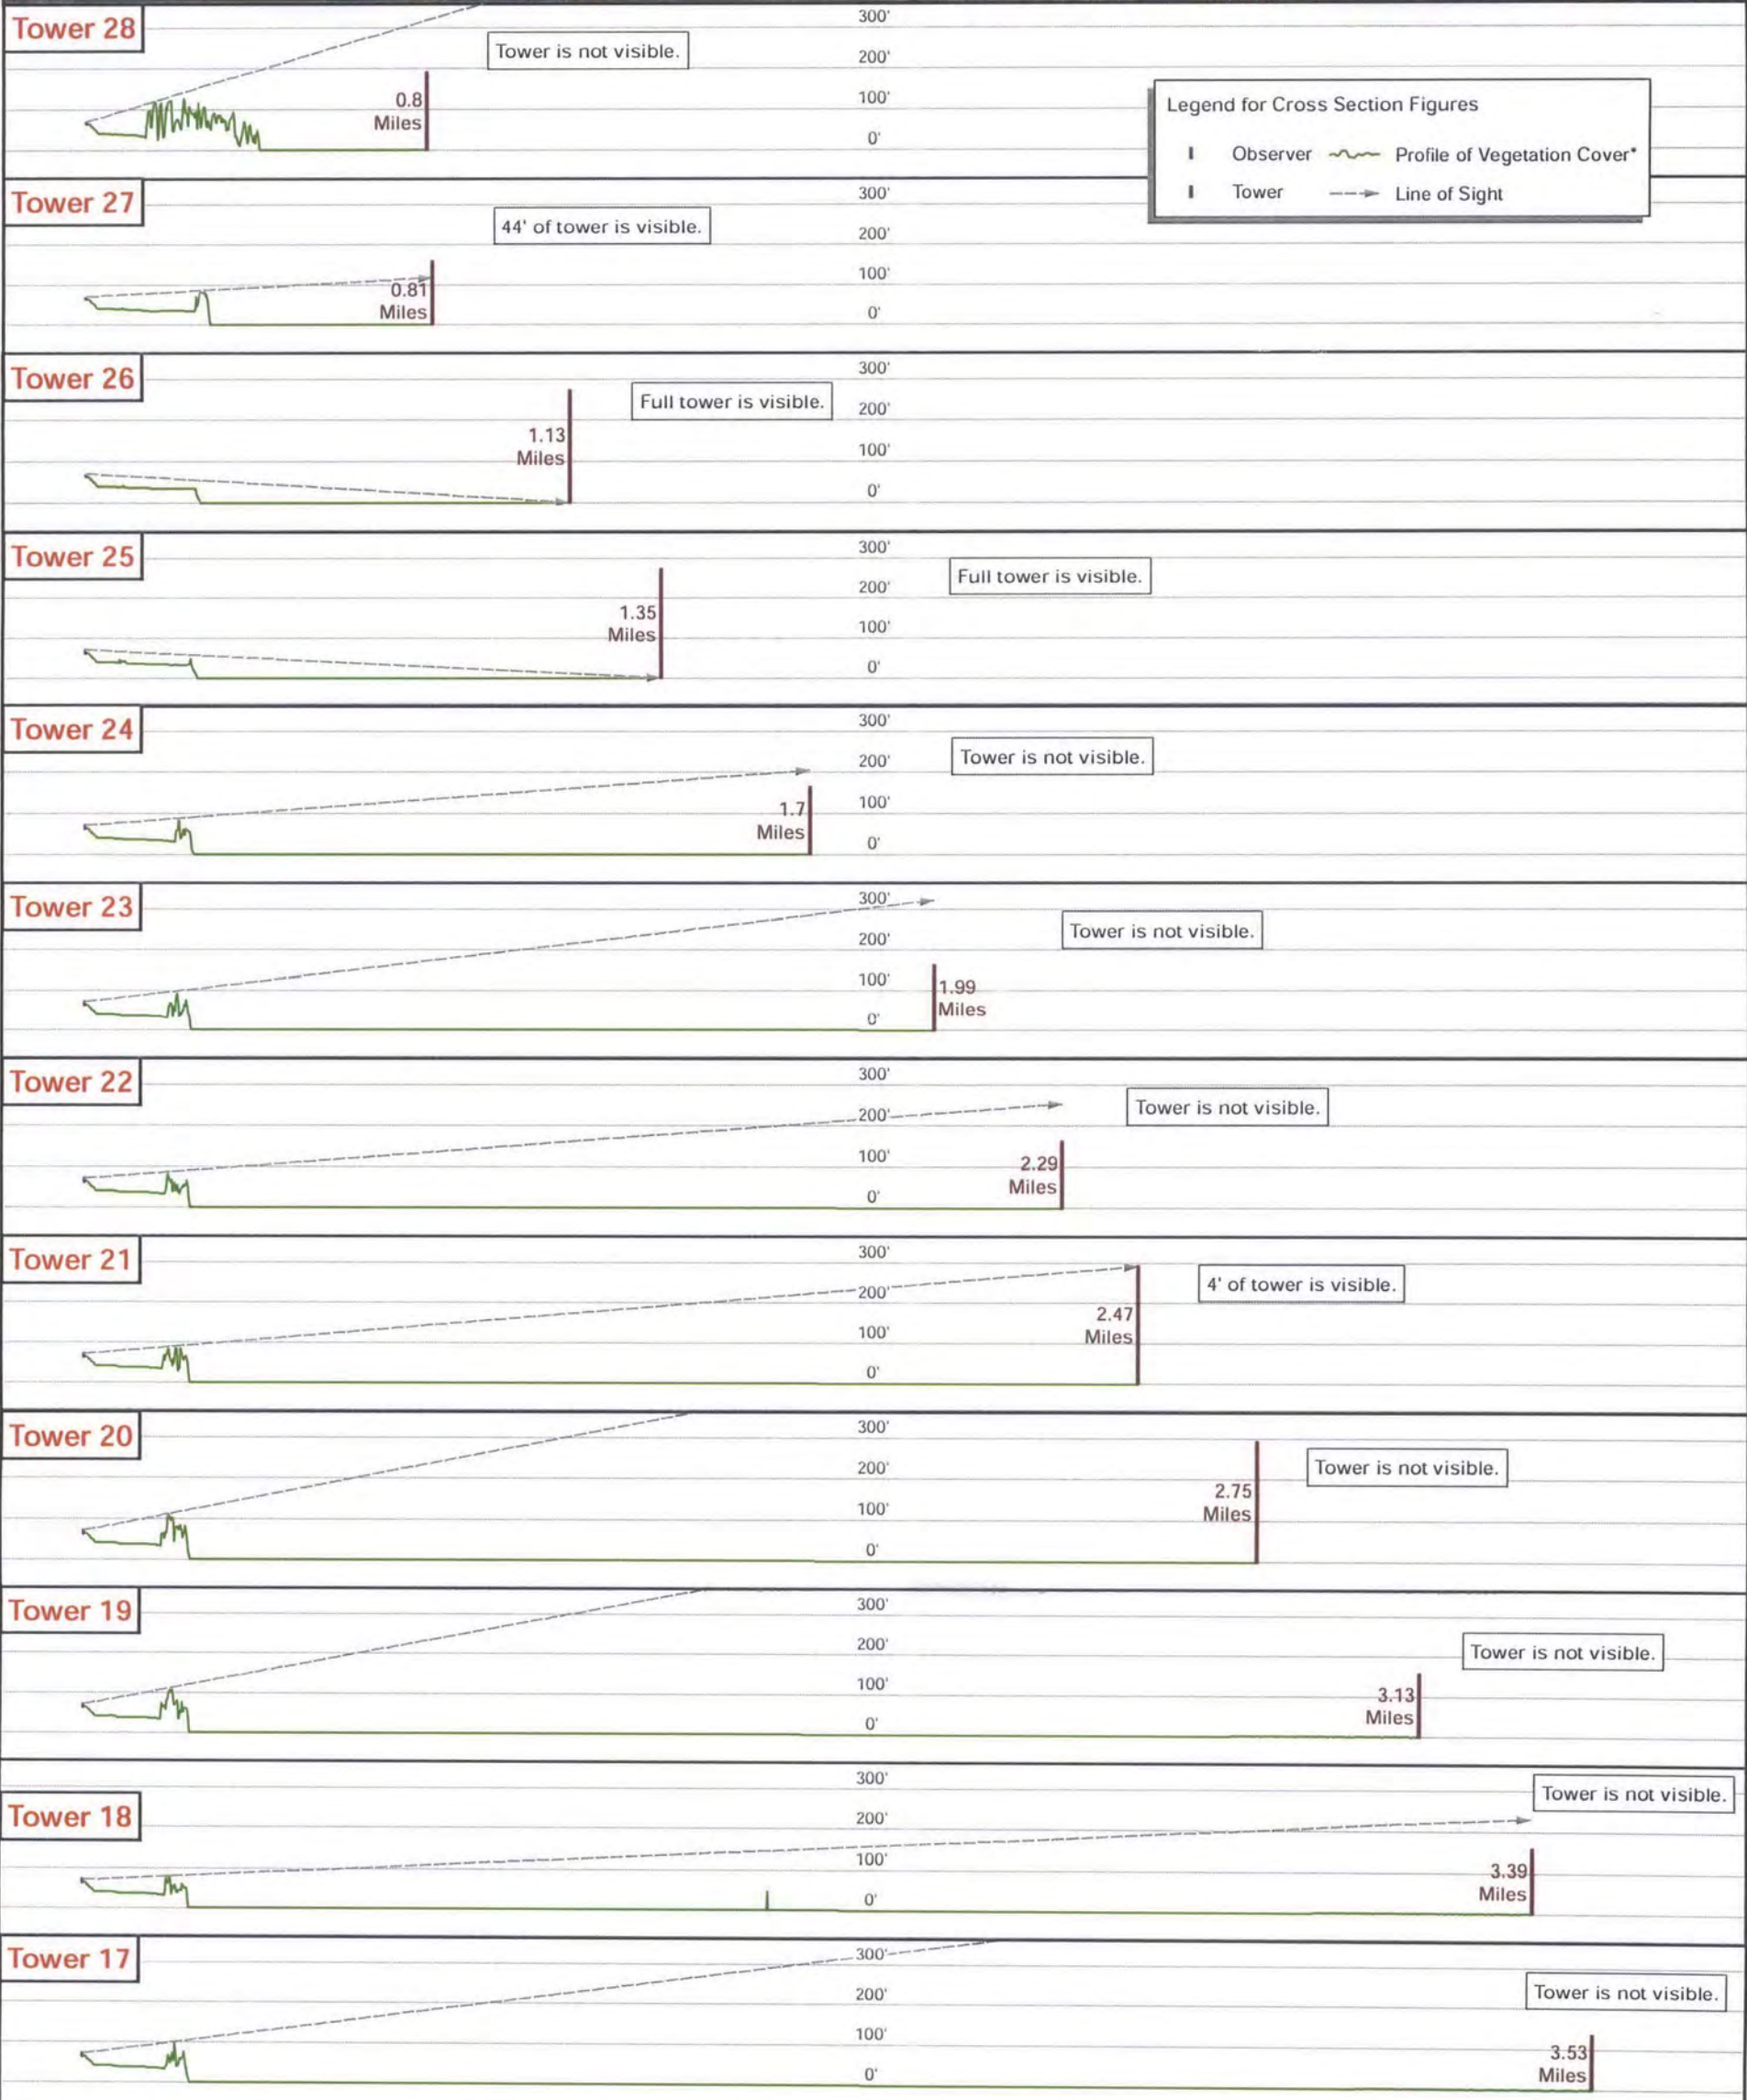 Tower 28
300'
Tower is not visible.
200'
0.8
Miles
100'
0'
Legend for Cross Section Figures
Observer Profile of Vegetation Cover*
Tower Line of Sight
Tower 27
300'
44' of tower is visible.
200'
100'
0.81
Miles
0'
Tower 26
300'
Full tower is visible.
200'
1.13
Miles
100'
0'
Tower 25
300'
Full tower is visible.
200'
1.35
Miles
100'
0'
Tower 24
300'
Tower is not visible.
200'
1.7
Miles
100'
0'
Tower 23
300'
Tower is not visible.
200'
100'
1.99
Miles
0'
Tower 22
300'
Tower is not visible.
200'
100'
2.29
Miles
0'
Tower 21
300'
4' of tower is visible.
200'
2.47
Miles
100'
0'
Tower 20
300'
Tower is not visible.
200'
2.75
Miles
100'
0'
Tower 19
300'
Tower is not visible.
200'
100'
3.13
Miles
0'
300'
Tower is not visible.
Tower 18
200'
100'
3.39
Miles
0'
Tower 17
300'
Tower is not visible.
200'
100'
3.53
Miles
0'